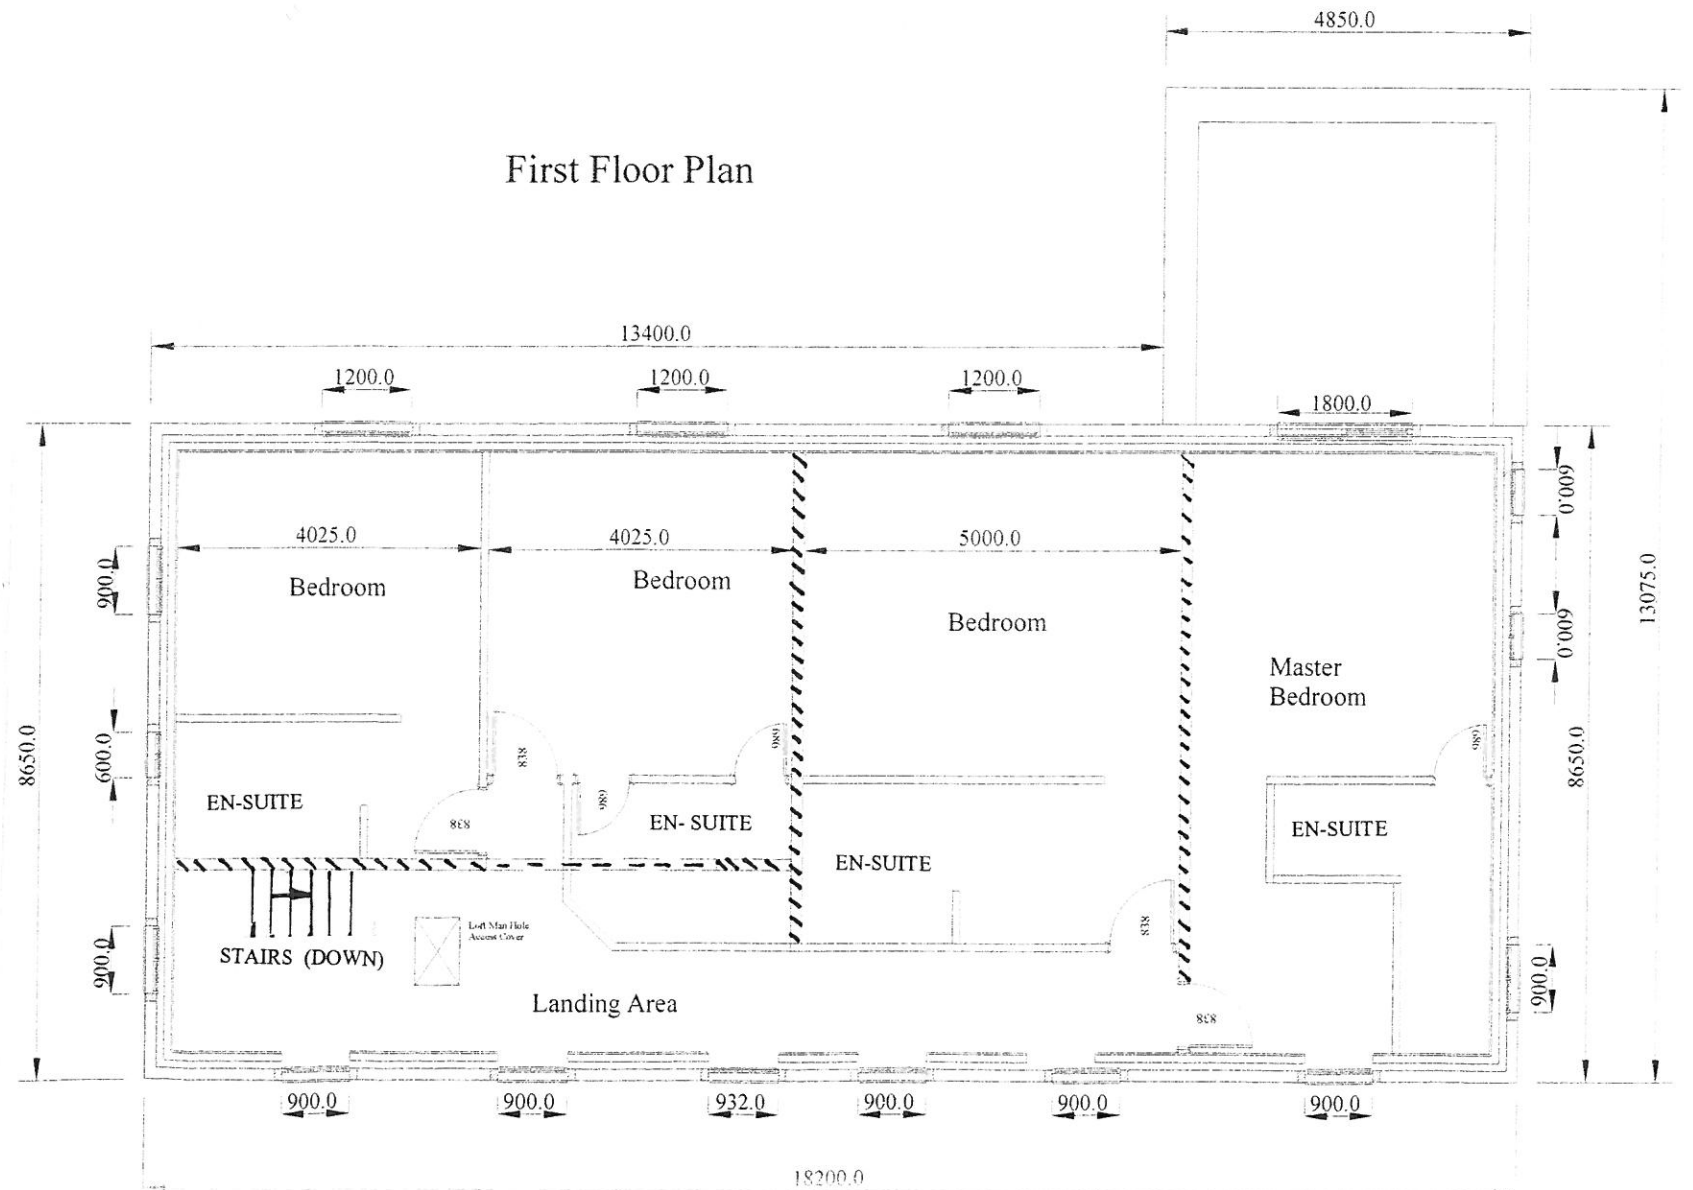 4850.0
First Floor Plan
13400.0
1200.0
1200.0
1200.0
1800.0
600.0
4025.0
4025.0
5000.0
900.0
Bedroom
Bedroom
Bedroom
600.0
13075.0
Master
Bedroom
8650.0
600.0
838
686
686
8650.0
EN-SUITE
838
686
EN- SUITE
EN-SUITE
EN-SUITE
900.0
STAIRS (DOWN)
Loft Man Hole
Access Cover
838
900.0
Landing Area
838
900.0
900.0
932.0
900.0
900.0
900.0
18200.0